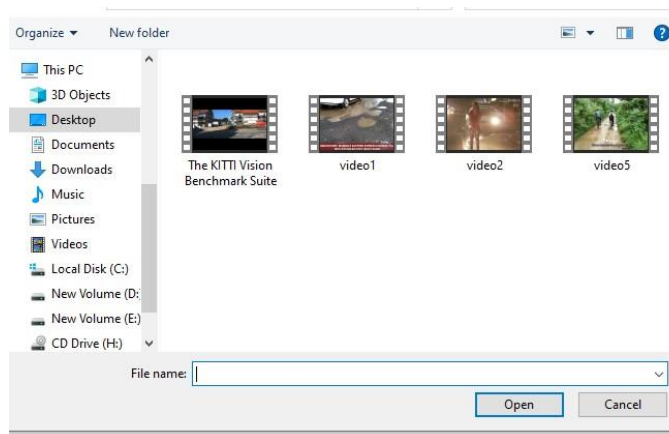 Organize New folder
This PC
3D Objects
Desktop
Documents
Downloads
Music
Pictures
Videos
Local Disk (C:)
New Volume (D:
New Volume (E:)
CD Drive (H:)
The KITTI Vision
Benchmark Suite
video1
video2
video5
File name:
Open Cancel